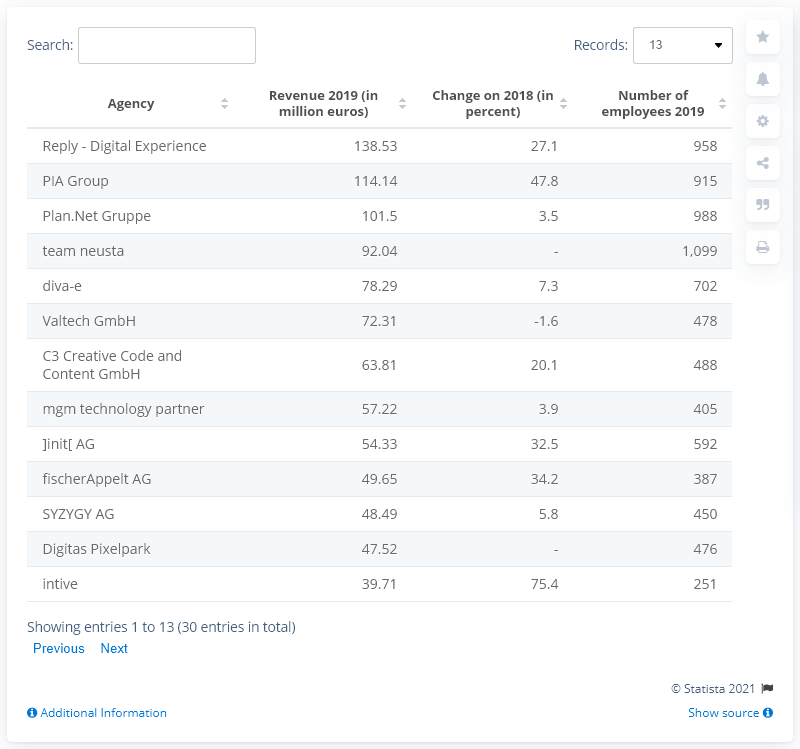 Search:
Records: 13
Agency Revenue 2019 (in million euros) Change on 2018 (in percent) Number of employees 2019
Reply - Digital Experience 138.53 27.1 958
PIA Group 114.14 47.8 915
Plan.Net Gruppe 101.5 3.5 988
team neusta 92.04 - 1,099
diva-e 78.29 7.3 702
Valtech GmbH 72.31 -1.6 478
C3 Creative Code and Content GmbH 63.81 20.1 488
mgm technology partner 57.22 3.9 405
]init[ AG 54.33 32.5 592
fischerAppelt AG 49.65 34.2 387
SYZYGY AG 48.49 5.8 450
Digitas Pixelpark 47.52 - 476
intive 39.71 75.4 251
Showing entries 1 to 13 (30 entries in total)
Previous Next
© Statista 2021
Additional Information
Show source